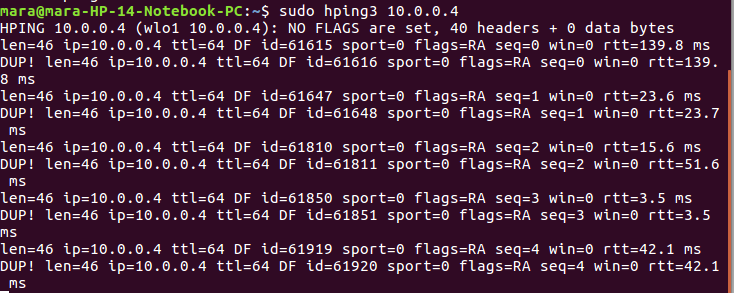 mara@mara-HP-14-Notebook-PC:~$ sudo hping3 10.0.0.4
HPING 10.0.0.4 (wlo1 10.0.0.4): NO FLAGS are set, 40 headers + 0 data bytes
len=46 ip=10.0.0.4 ttl=64 DF id=61615 sport=0 flags=RA seq=0 win=0 rtt=139.8 ms
DUP! len=46 ip=10.0.0.4 ttl=64 DF id=61616 sport=0 flags=RA seq=0 win=0 rtt=139.
8 ms
len=46 ip=10.0.0.4 ttl=64 DF id=61647 sport=0 flags=RA seq=1 win=0 rtt=23.6 ms
DUP! len=46 ip=10.0.0.4 ttl=64 DF id=61648 sport=0 flags=RA seq=1 win=0 rtt=23.7
 ms
len=46 ip=10.0.0.4 ttl=64 DF id=61810 sport=0 flags=RA seq=2 win=0 rtt=15.6 ms
DUP! len=46 ip=10.0.0.4 ttl=64 DF id=61811 sport=0 flags=RA seq=2 win=0 rtt=51.6
 ms
len=46 ip=10.0.0.4 ttl=64 DF id=61850 sport=0 flags=RA seq=3 win=0 rtt=3.5 ms
DUP! len=46 ip=10.0.0.4 ttl=64 DF id=61851 sport=0 flags=RA seq=3 win=0 rtt=3.5
ms
len=46 ip=10.0.0.4 ttl=64 DF id=61919 sport=0 flags=RA seq=4 win=0 rtt=42.1 ms
DUP! len=46 ip=10.0.0.4 ttl=64 DF id=61920 sport=0 flags=RA seq=4 win=0 rtt=42.1
 ms